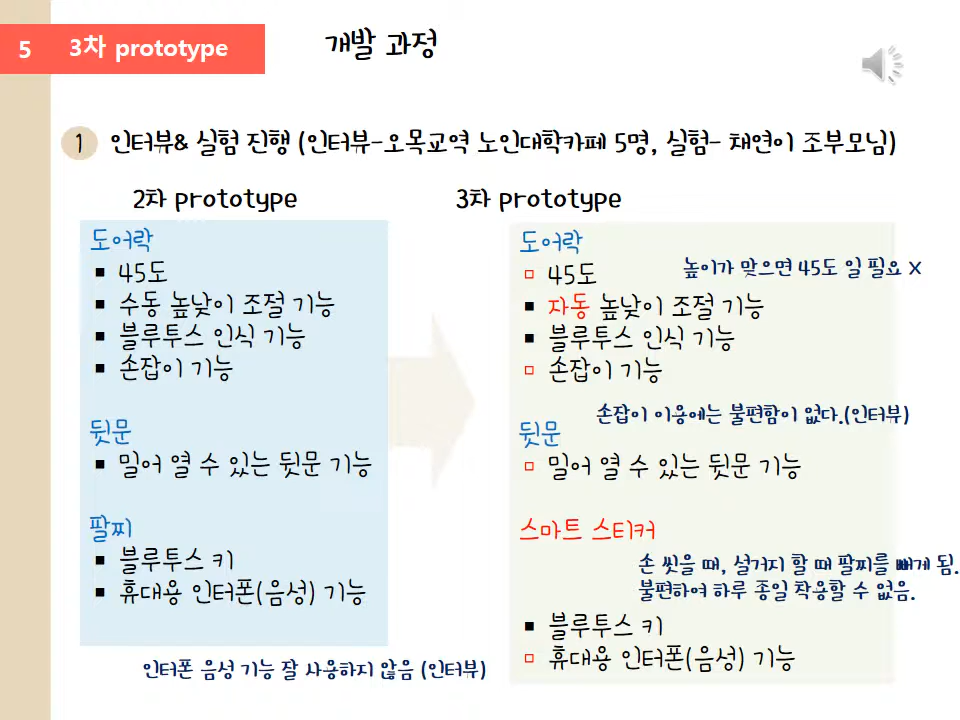 5 3차 prototype
개발 과정
1 인터뷰& 실험 진행 (인터뷰-오목교역 노인대학카페 5명, 실험- 채연이 조부모님)
2차 prototype
도어락
▪ 45도
▪ 수동 높낮이 조절 기능
▪ 블루투스 인식 기능
▪ 손잡이 기능
뒷문
▪ 밀어 열 수 있는 뒷문 기능
팔찌
▪ 블루투스 키
▪ 휴대용 인터폰(음성) 기능
인터폰 음성 기능 잘 사용하지 않음 (인터뷰)
3차 prototype
도어락
▫ 45도
높이가 맞으면 45도 일 필요 X
▪ 자동 높낮이 조절 기능
▪ 블루투스 인식 기능
▫ 손잡이 기능
손잡이 이용에는 불편함이 없다.(인터뷰)
뒷문
▫ 밀어 열 수 있는 뒷문 기능
스마트 스티커
손 씻을 때, 설거지 할 때 팔찌를 빼게 됨.
불편하여 하루 종일 착용할 수 없음.
▪ 블루투스 키
▫ 휴대용 인터폰(음성) 기능